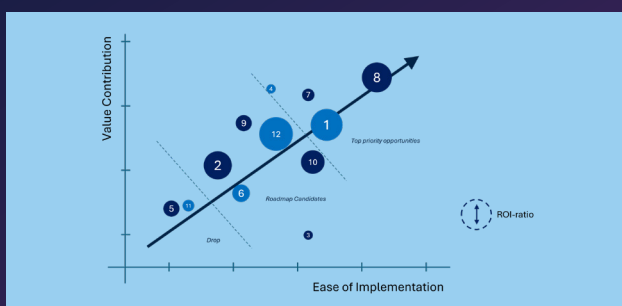 Value Contribution
4
7
8
9
12
1
Top priority opportunities
10
2
6
Roadmap Candidates
5
11
3
Drop
ROI-ratio
Ease of Implementation